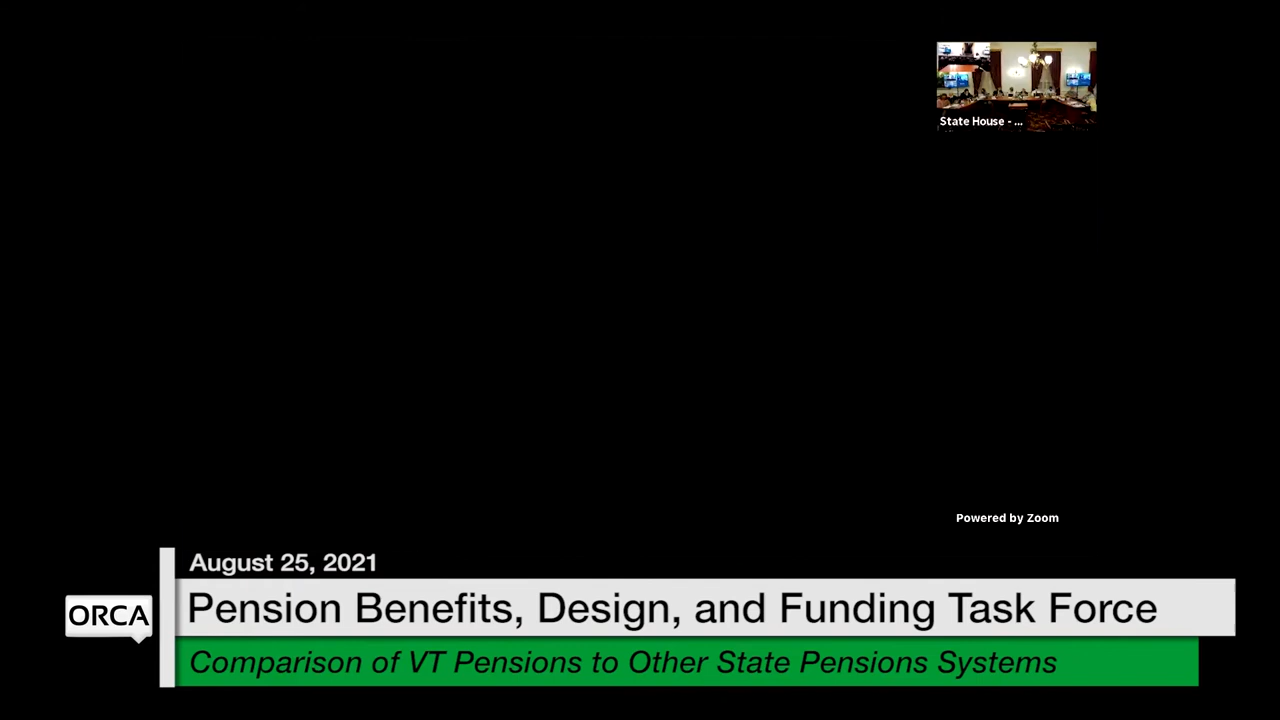 State House - ...
Powered by Zoom
August 25, 2021
Pension Benefits, Design, and Funding Task Force
ORCA
Comparison of VT Pensions to Other State Pensions Systems